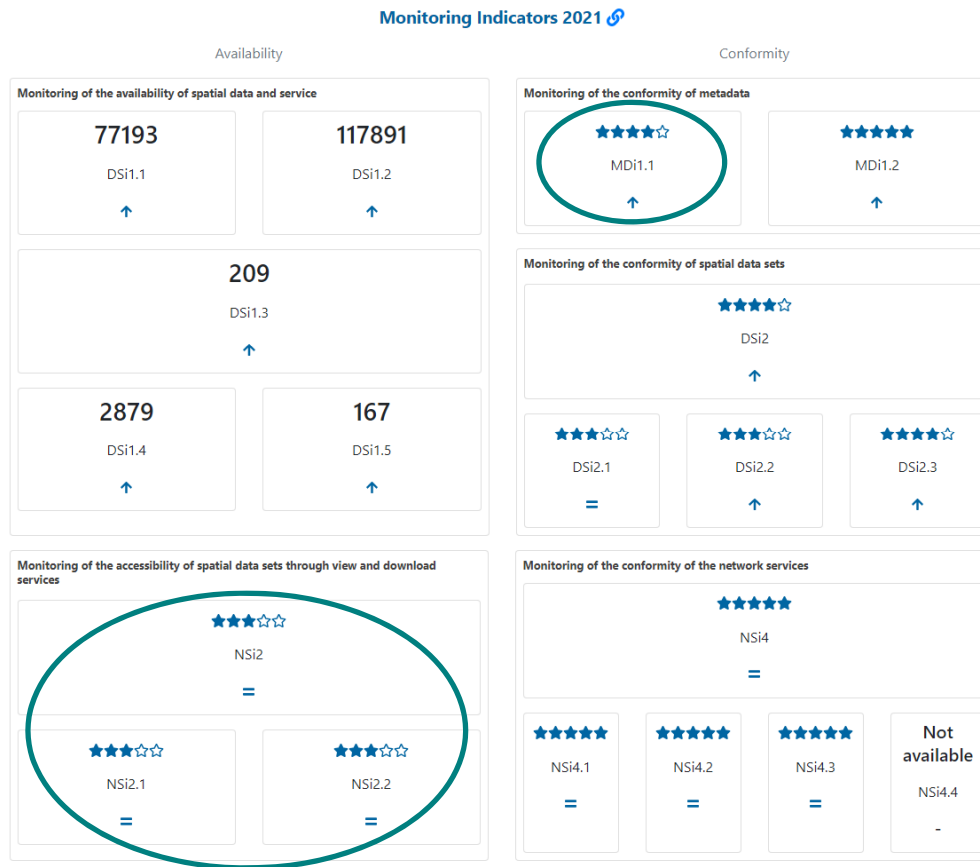 Monitoring Indicators 2021
Availability
Monitoring of the availability of spatial data and service
77193
DSi1.1
117891
DSi1.2
209
DSi1.3
2879
DSi1.4
167
DSi1.5
Monitoring of the accessibility of spatial data sets through view and download
services
NSi2
NSi2.1
=
NSi2.2
=
Conformity
Monitoring of the conformity of metadata
MDi1.1
MDi1.2
Monitoring of the conformity of spatial data sets
DSi2
DSi2.1
=
DSi2.2
DSi2.3
Monitoring of the conformity of the network services
NSi4
=
NSi4.1
=
NSi4.2
=
NSi4.3
=
Not
available
NSi4.4
-